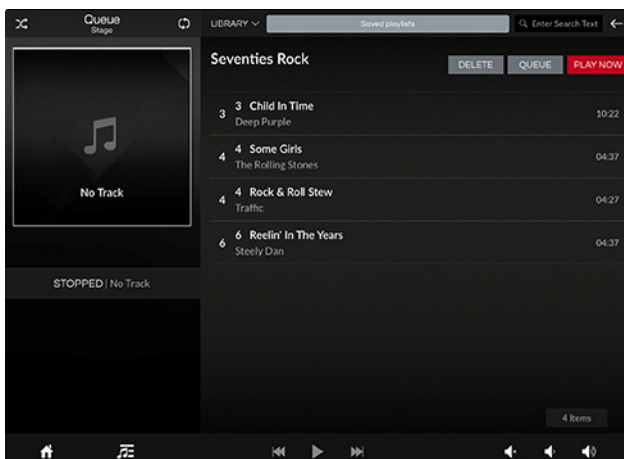 Queue
Stage
LIBRARY
Saved playlists
Enter Search Text
No Track
STOPPED | No Track
Seventies Rock
DELETE
QUEUE
PLAY NOW
3 3 Child In Time 10:22
Deep Purple
4 4 Some Girls 04:37
The Rolling Stones
4 4 Rock & Roll Stew 04:27
Traffic
6 6 Reelin' In The Years 04:37
Steely Dan
4 Items